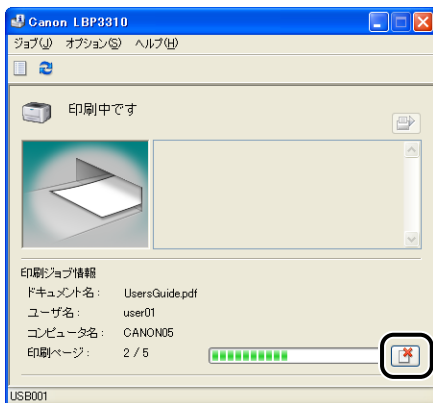 Canon LBP3310
ジョブ(J) オプション(S) ヘルプ(H)
印刷中です
印刷ジョブ情報
ドキュメント名： UsersGuide.pdf
ユーザ名： user01
コンピュータ名： CANON05
印刷ページ： 2 / 5
USB001